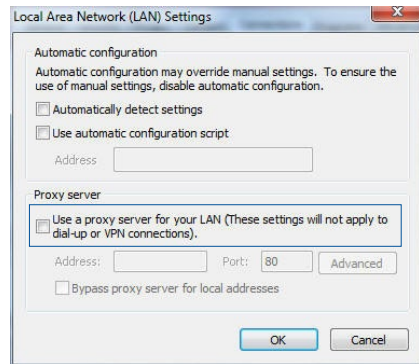 Local Area Network (LAN) Settings
Automatic configuration
Automatic configuration may override manual settings. To ensure the
use of manual settings, disable automatic configuration.
Automatically detect settings
Use automatic configuration script
Address
Proxy server
Use a proxy server for your LAN (These settings will not apply to
dial-up or VPN connections).
Address:
Port: 80
Advanced
Bypass proxy server for local addresses
OK
Cancel